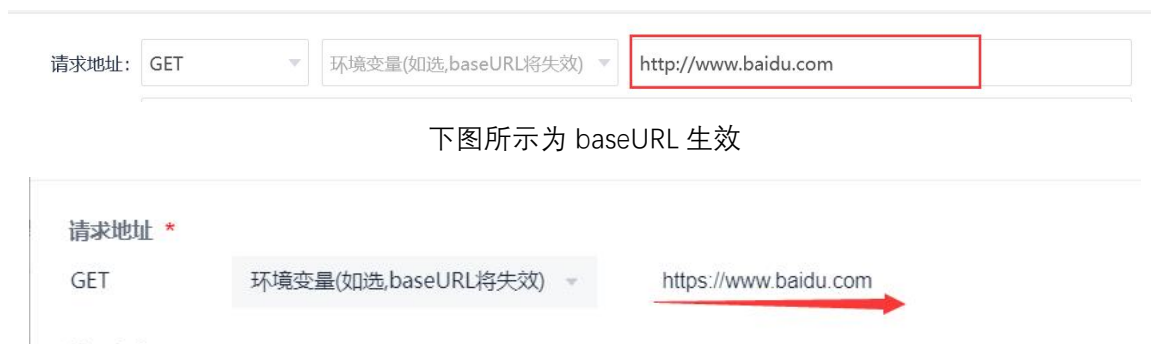 请求地址: GET 环境变量(如选,baseURL将失效) http://www.baidu.com
下图所示为 baseURL 生效
请求地址 *
GET 环境变量(如选,baseURL将失效) https://www.baidu.com